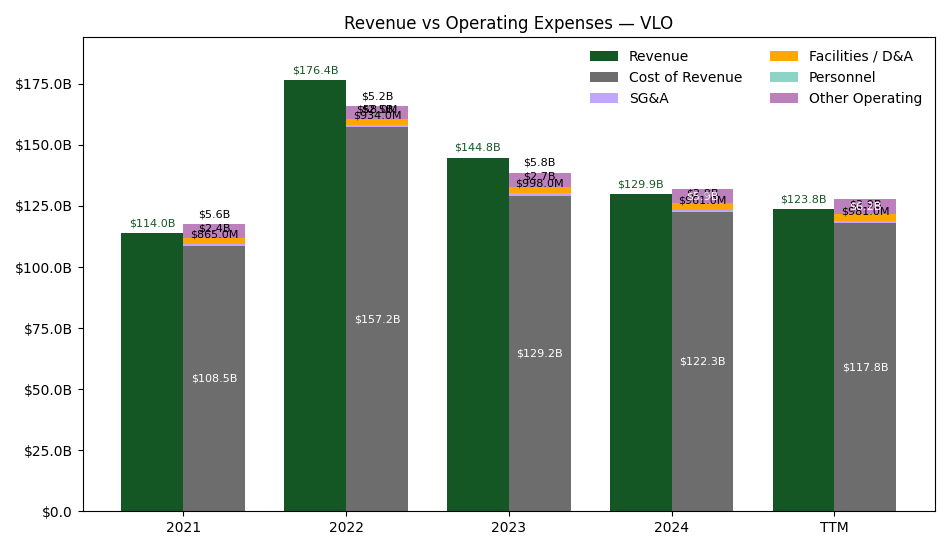 Revenue vs Operating Expenses — VLO
Revenue
Cost of Revenue
SG&A
Facilities / D&A
Personnel
Other Operating
$175.0B
$150.0B
$125.0B
$100.0B
$75.0B
$50.0B
$25.0B
$0.0
$114.0B
$5.6B
$2.4B
$865.0M
$108.5B
$176.4B
$5.2B
$934.0M
$157.2B
$144.8B
$5.8B
$2.7B
$998.0M
$129.2B
$129.9B
$961.0M
$122.3B
$123.8B
$981.0M
$117.8B
2021
2022
2023
2024
TTM